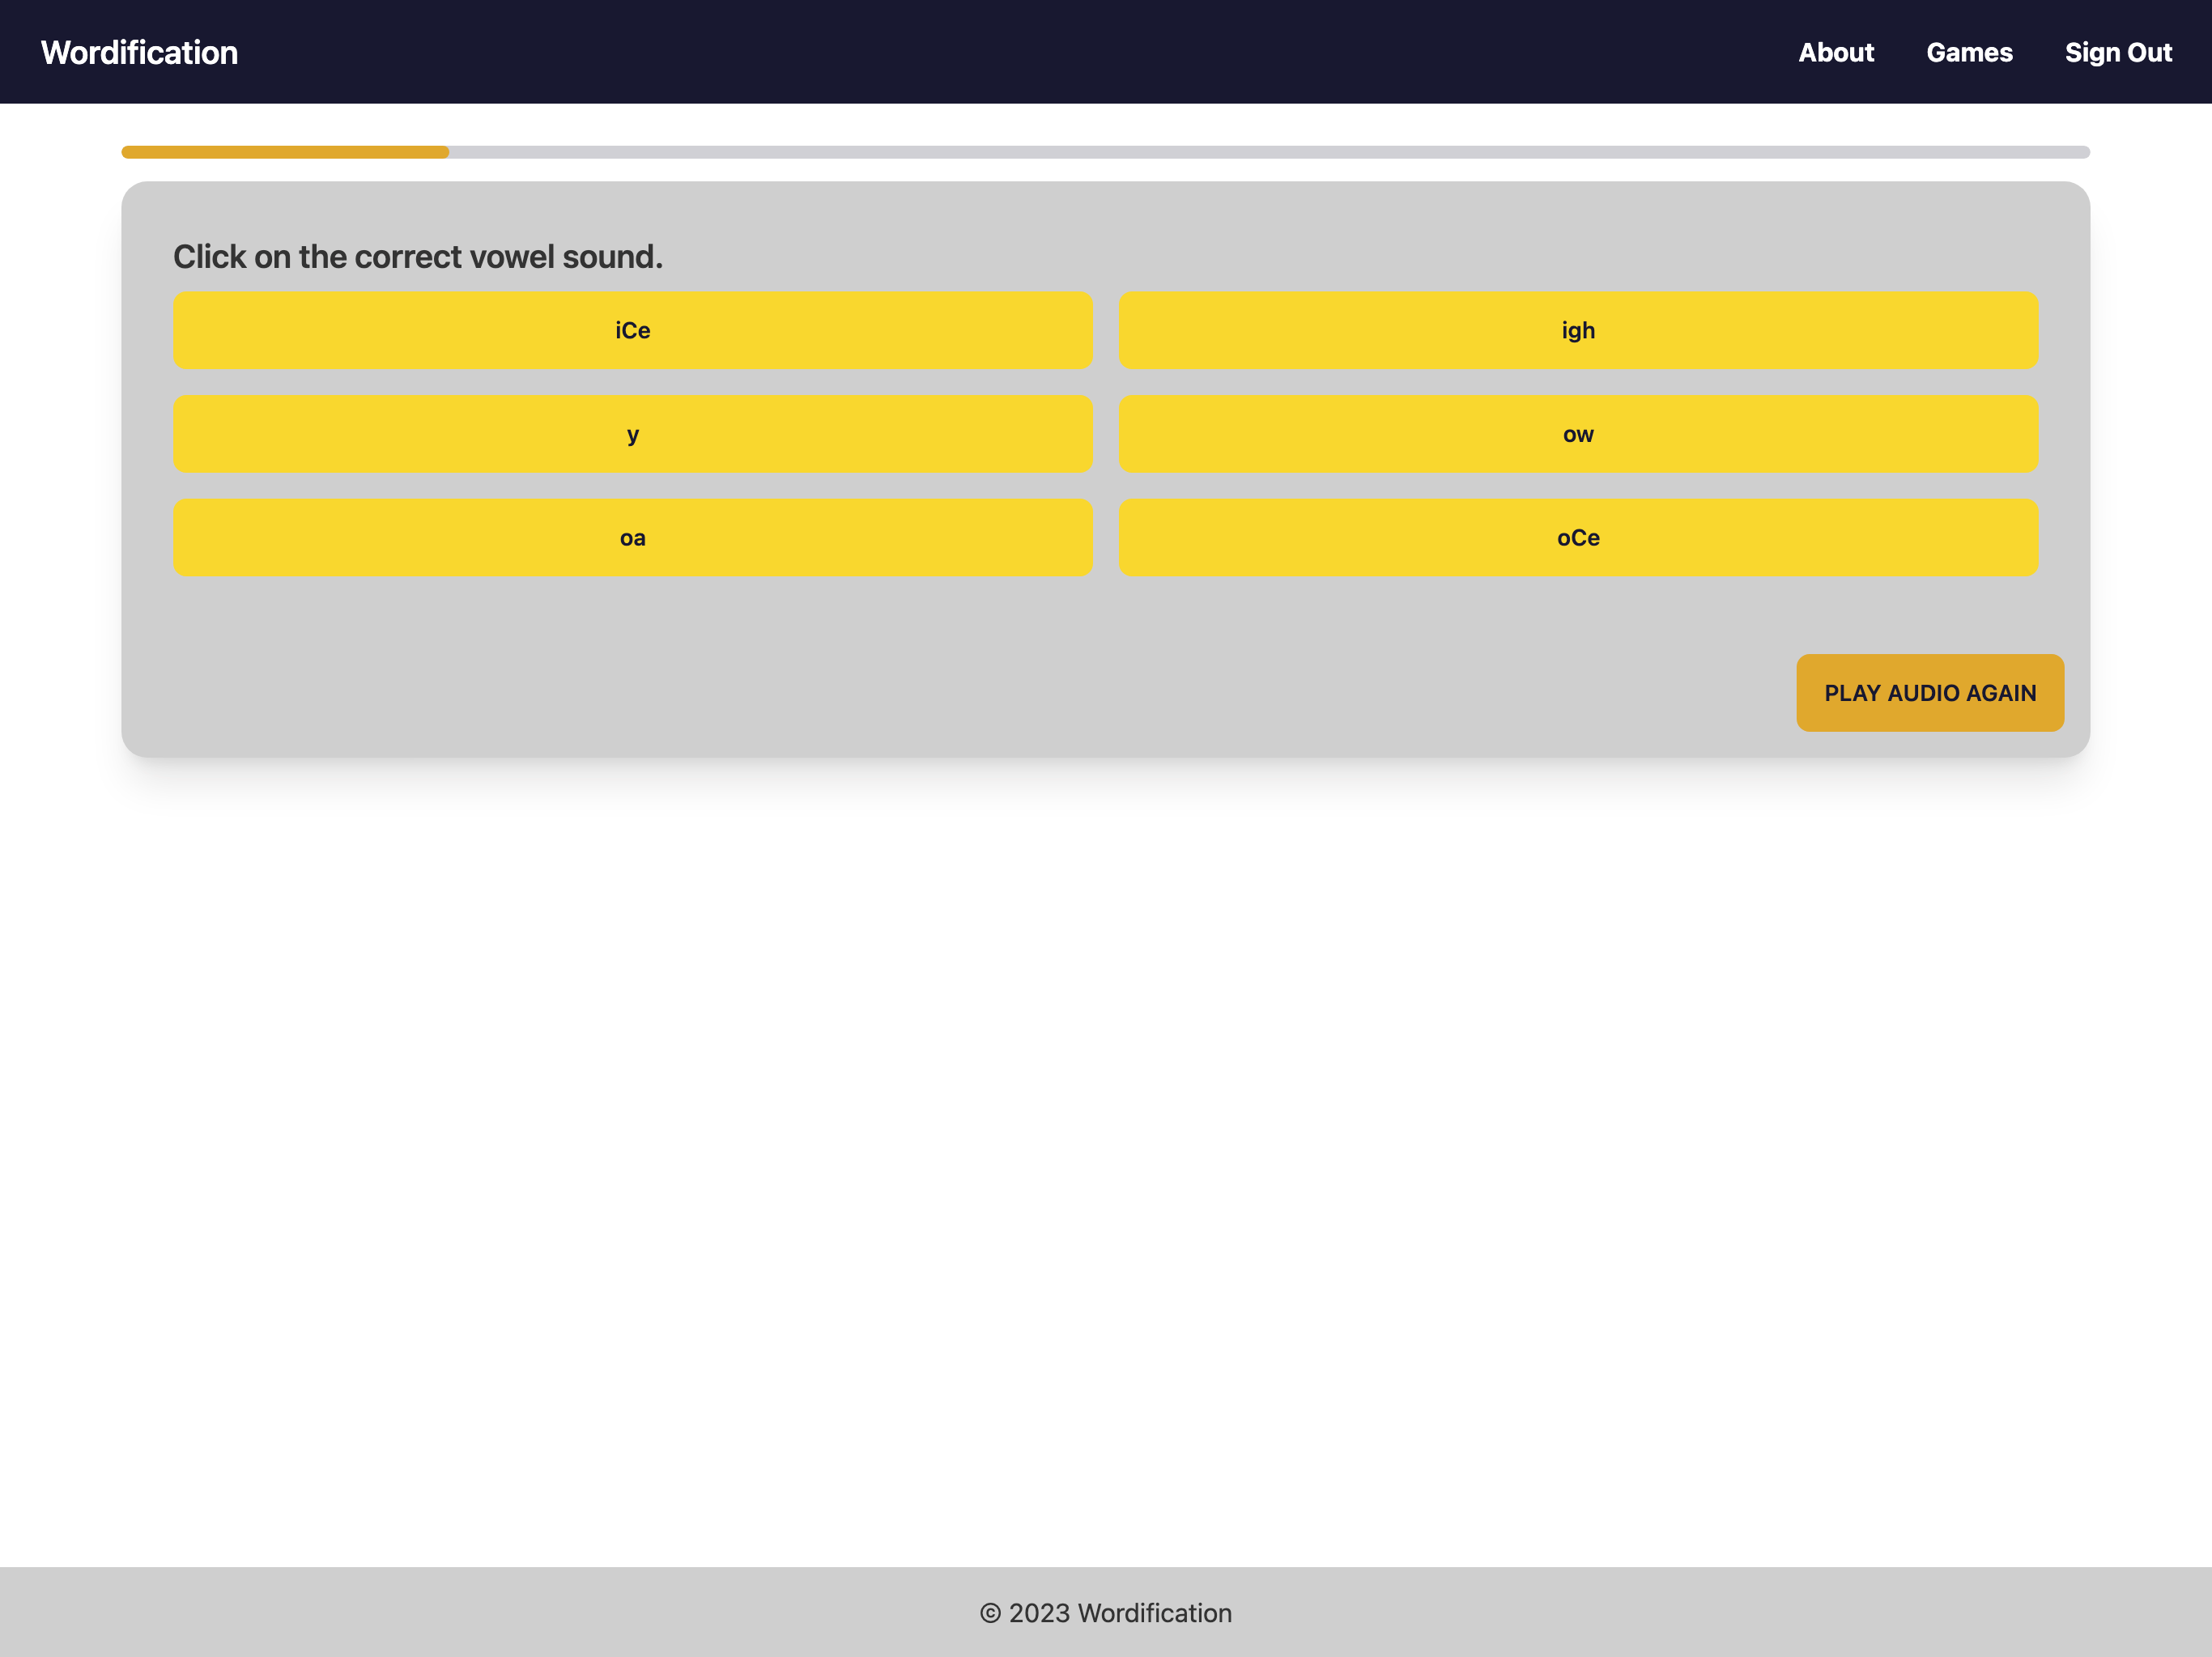 Wordification About Games Sign Out
Click on the correct vowel sound.
iCe igh
y ow
oa oCe
PLAY AUDIO AGAIN
© 2023 Wordification